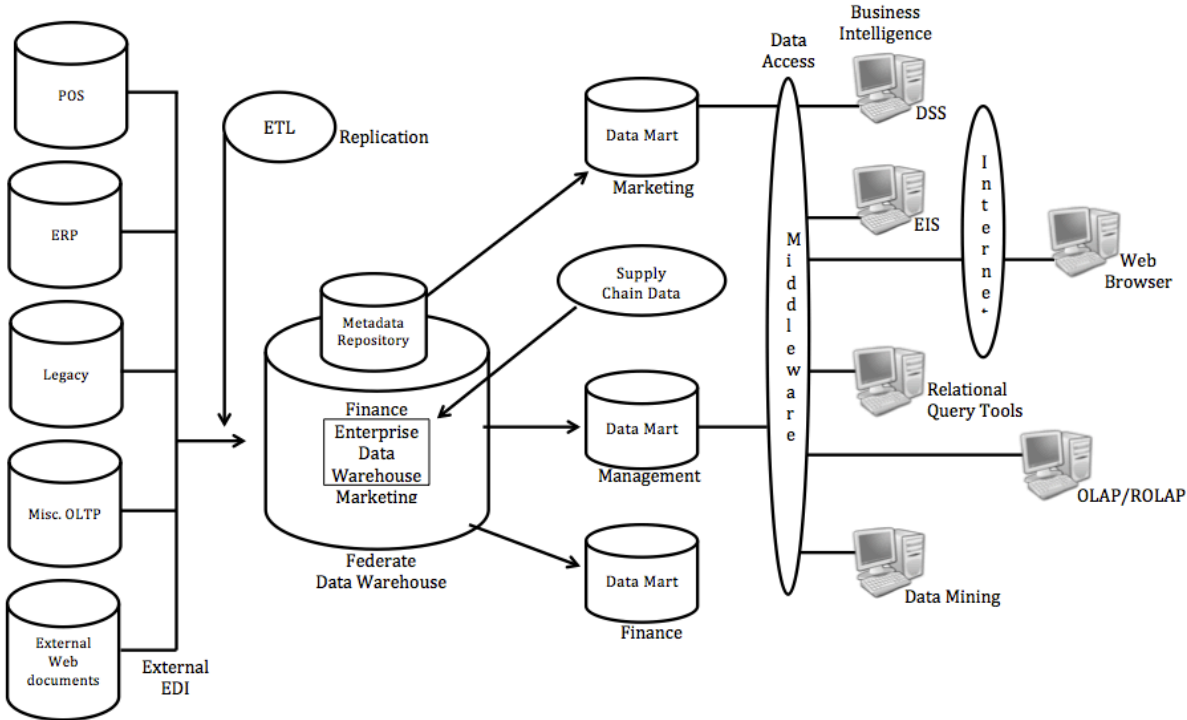 POS
ERP
Legacy
Misc. OLTP
External
Web
documents
External
EDI
ETL
Replication
Metadata
Repository
Finance
Enterprise
Data
Warehouse
Marketing
Federate
Data Warehouse
Data Mart
Marketing
Supply
Chain Data
Data Mart
Management
Data Mart
Finance
Data
Access
Middleware
Business
Intelligence
DSS
EIS
Internet
Web
Browser
Relational
Query Tools
OLAP/ROLAP
Data Mining